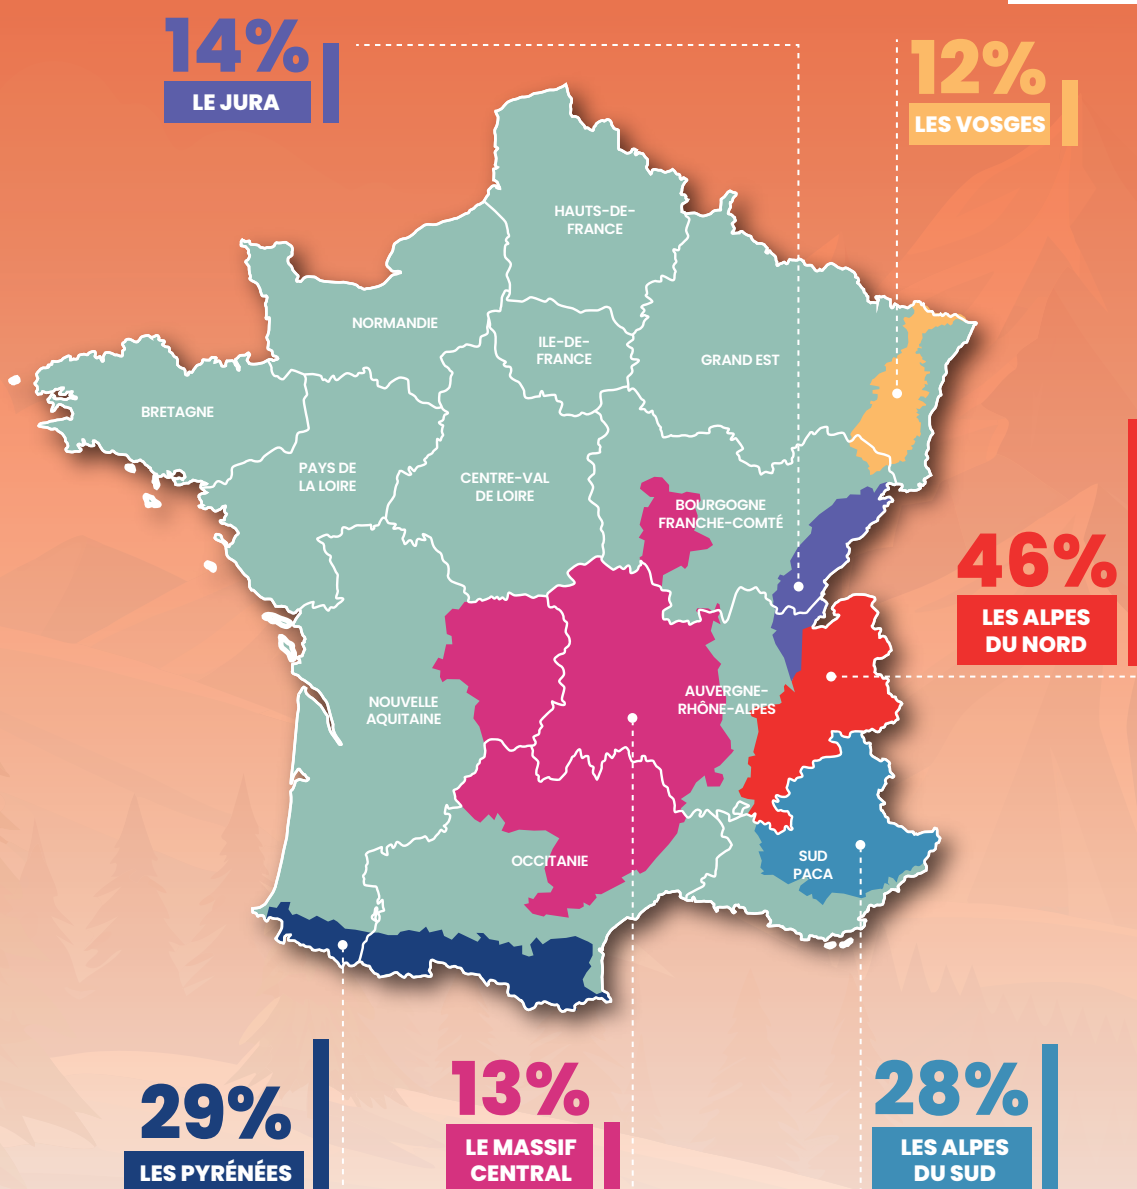 14%
LE JURA
12%
LES VOSGES
HAUTS-DE-
FRANCE
NORMANDIE
ILE-DE-
FRANCE
GRAND EST
BRETAGNE
PAYS DE
LA LOIRE
CENTRE-VAL
DE LOIRE
BOURGOGNE
FRANCHE-COMTÉ
46%
LES ALPES
DU NORD
NOUVELLE
AQUITAINE
AUVERGNE-
RHÔNE-ALPES
OCCITANIE
SUD
PACA
29%
LES PYRÉNÉES
13%
LE MASSIF
CENTRAL
28%
LES ALPES
DU SUD